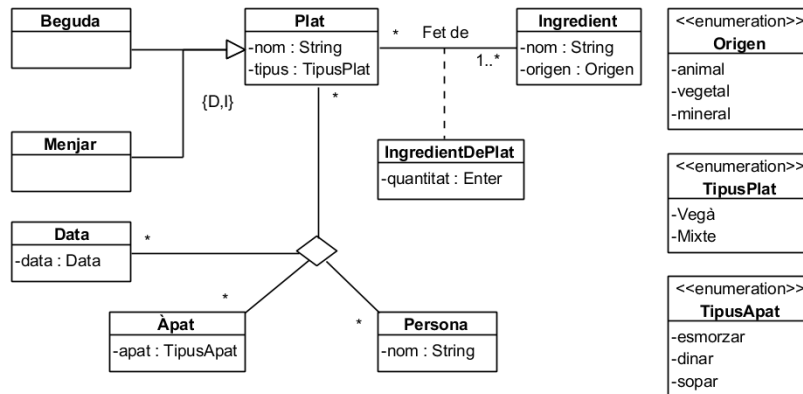 Beguda
Plat
-nom : String
-tipus : TipusPlat
*
Fet de
1..*
Ingredient
-nom : String
-origen : Origen
<<enumeration>>
Origen
-animal
-vegetal
-mineral
{D,I}
*
Menjar
IngredientDePlat
-quantitat : Enter
<<enumeration>>
TipusPlat
-Vegà
-Mixte
Data
-data : Data
*
*
Àpat
-apat : TipusApat
*
Persona
-nom : String
<<enumeration>>
TipusApat
-esmorzar
-dinar
-sopar